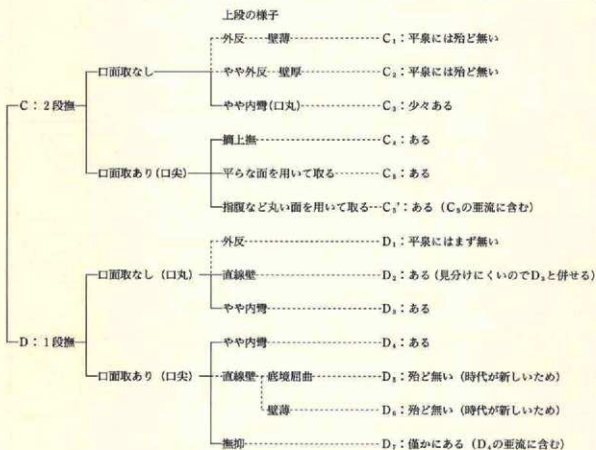 上段の様子
外反 壁薄 C₁：平泉には殆ど無い
口面取なし やや外反 壁厚 C₂：平泉には殆ど無い
C：2段撫 やや内彎(口丸) C₃：少々ある
摘上撫 C₄：ある
口面取あり(口尖) 平らな面を用いて取る C₅：ある
指腹など丸い面を用いて取る C₅'：ある（C₅の亜流に含む）
外反 D₁：平泉にはまず無い
口面取なし（口丸） 直線壁 D₂：ある（見分けにくいのでD₃と併せる）
やや内彎 D₃：ある
D：1段撫 やや内彎 D₄：ある
口面取あり（口尖） 直線壁 底境屈曲 D₅：殆ど無い（時代が新しいため）
壁薄 D₆：殆ど無い（時代が新しいため）
撫抑 D₇：僅かにある（D₄の亜流に含む）